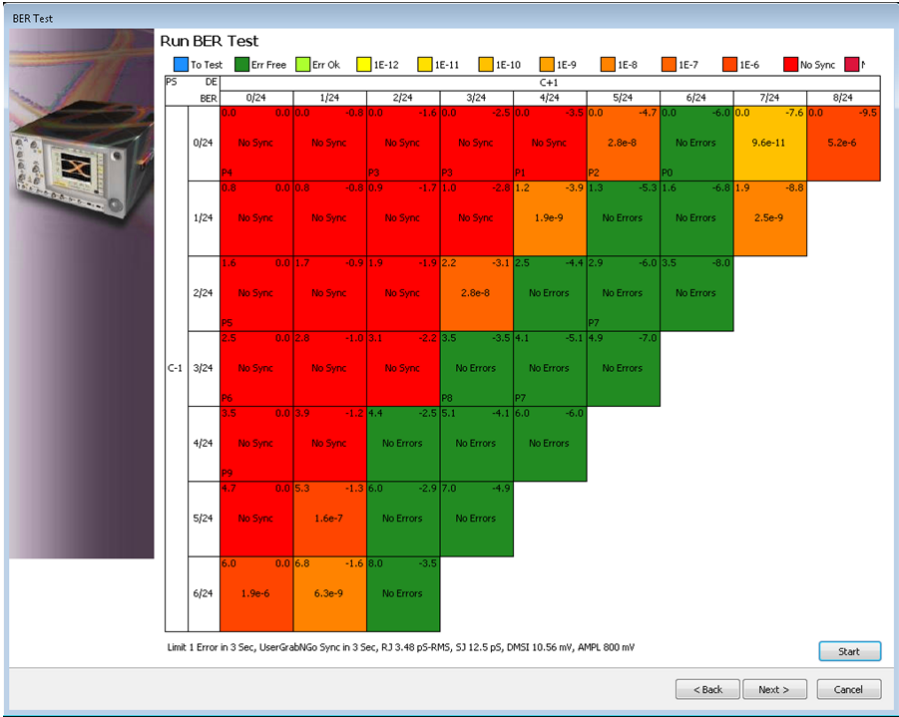 BER Test
Run BER Test
To Test Err Free Err Ok 1E-12 1E-11 1E-10 1E-9 1E-8 1E-7 1E-6 No Sync
PS DE C+1
BER 0/24 1/24 2/24 3/24 4/24 5/24 6/24 7/24 8/24
0.0 0.0 0.0 -0.8 0.0 -1.6 0.0 -2.5 0.0 -3.5 0.0 -4.7 0.0 -6.0 0.0 -7.6 0.0 -9.5
0/24 No Sync No Sync No Sync No Sync No Sync 2.8e-8 No Errors 9.6e-11 5.2e-6
P4 P3 P3 P1 P2 P0
0.8 0.0 0.8 -0.8 0.9 -1.7 1.0 -2.8 1.2 -3.9 1.3 -5.3 1.6 -6.8 1.9 -8.8
1/24 No Sync No Sync No Sync No Sync 1.9e-9 No Errors No Errors 2.5e-9
1.6 0.0 1.7 -0.9 1.9 -1.9 2.2 -3.1 2.5 -4.4 2.9 -6.0 3.5 -8.0
2/24 No Sync No Sync No Sync 2.8e-8 No Errors No Errors No Errors
P5 P7
2.5 0.0 2.8 -1.0 3.1 -2.2 3.5 -3.5 4.1 -5.1 4.9 -7.0
C-1 3/24 No Sync No Sync No Sync No Errors No Errors No Errors
P6 P8 P7
3.5 0.0 3.9 -1.2 4.4 -2.5 5.1 -4.1 6.0 -6.0
4/24 No Sync No Sync No Errors No Errors No Errors
P9
4.7 0.0 5.3 -1.3 6.0 -2.9 7.0 -4.9
5/24 No Sync 1.6e-7 No Errors No Errors
6.0 0.0 6.8 -1.6 8.0 -3.5
6/24 1.9e-6 6.3e-9 No Errors
Limit 1 Error in 3 Sec, UserGrabNGo Sync in 3 Sec, RJ 3.48 pS-RMS, SJ 12.5 pS, DMSI 10.56 mV, AMPL 800 mV
Start
< Back Next > Cancel